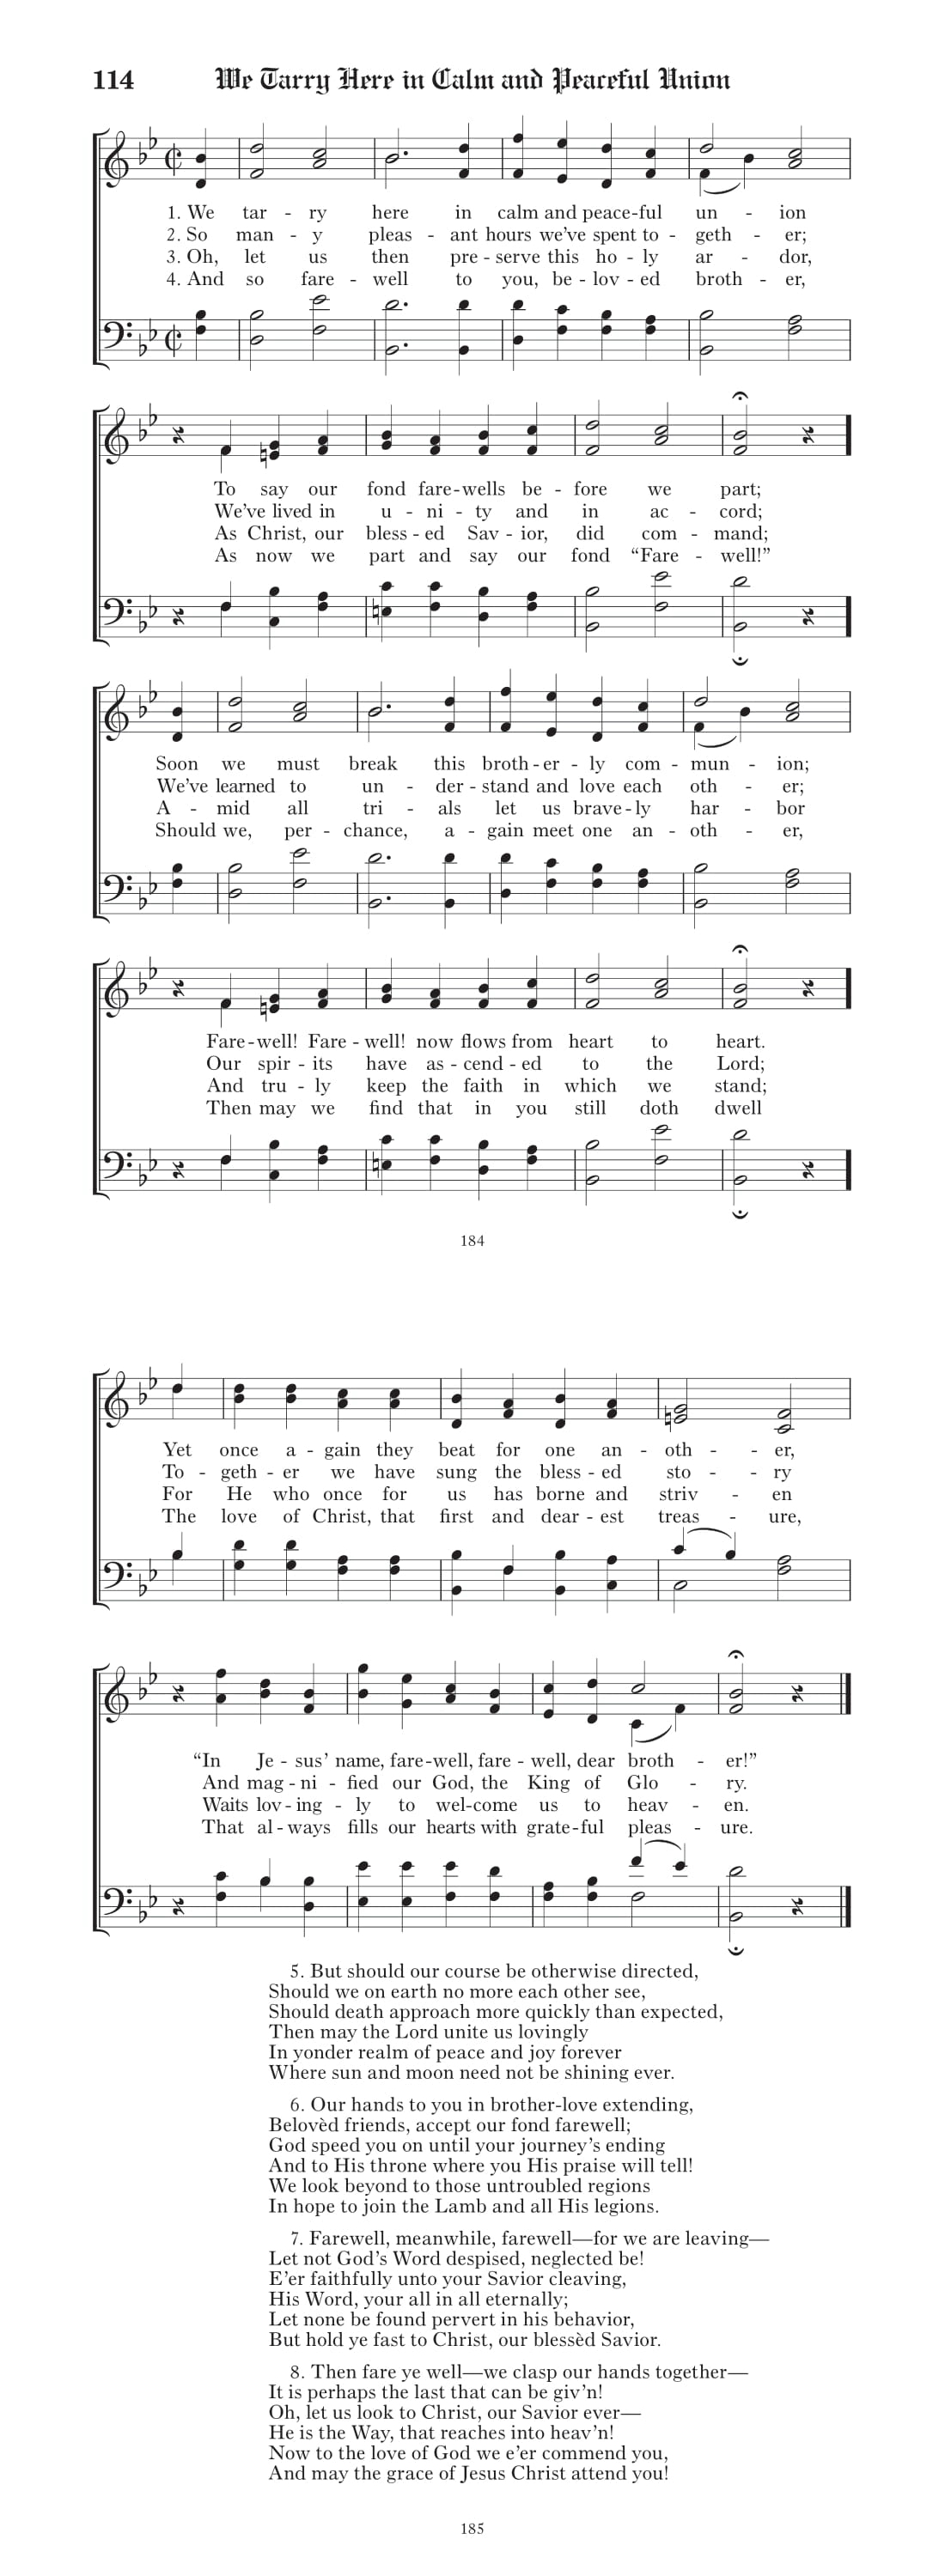 114 We Tarry Here in Calm and Peaceful Union
1. We tar - ry here in calm and peace - ful un - ion
2. So man - y pleas - ant hours we've spent to - geth - er;
3. Oh, let us then pre - serve this ho - ly ar - dor,
4. And so fare - well to you, be - lov - ed broth - er,
To say our fond fare - wells be - fore we part;
We've lived in u - ni - ty and in ac - cord;
As Christ, our bless - ed Sav - ior, did com - mand;
As now we part and say our fond “Fare - well!”
Soon we must break this broth - er - ly com - mun - ion;
We've learned to un - der - stand and love each oth - er;
A - mid all tri - als let us brave - ly har - bor
Should we, per - chance, a - gain meet one an - oth - er,
Fare - well! Fare - well! now flows from heart to heart.
Our spir - its have as - cend - ed to the Lord;
And tru - ly keep the faith in which we stand;
Then may we find that in you still doth dwell
184
Yet once a - gain they beat for one an - oth - er,
To - geth - er we have sung the bless - ed sto - ry
For He who once for us has borne and striv - en
The love of Christ, that first and dear - est treas - ure,
“In Je - sus' name, fare - well, fare - well, dear broth - er!”
And mag - ni - fied our God, the King of Glo - ry.
Waits lov - ing - ly to wel - come us to heav - en.
That al - ways fills our hearts with grate - ful pleas - ure.
5. But should our course be otherwise directed,
Should we on earth no more each other see,
Should death approach more quickly than expected,
Then may the Lord unite us lovingly
In yonder realm of peace and joy forever
Where sun and moon need not be shining ever.
6. Our hands to you in brother-love extending,
Belovèd friends, accept our fond farewell;
God speed you on until your journey's ending
And to His throne where you His praise will tell!
We look beyond to those untroubled regions
In hope to join the Lamb and all His legions.
7. Farewell, meanwhile, farewell—for we are leaving—
Let not God's Word despised, neglected be!
E'er faithfully unto your Savior cleaving,
His Word, your all in all eternally;
Let none be found pervert in his behavior,
But hold ye fast to Christ, our blessèd Savior.
8. Then fare ye well—we clasp our hands together—
It is perhaps the last that can be giv'n!
Oh, let us look to Christ, our Savior ever—
He is the Way, that reaches into heav'n!
Now to the love of God we e'er commend you,
And may the grace of Jesus Christ attend you!
185